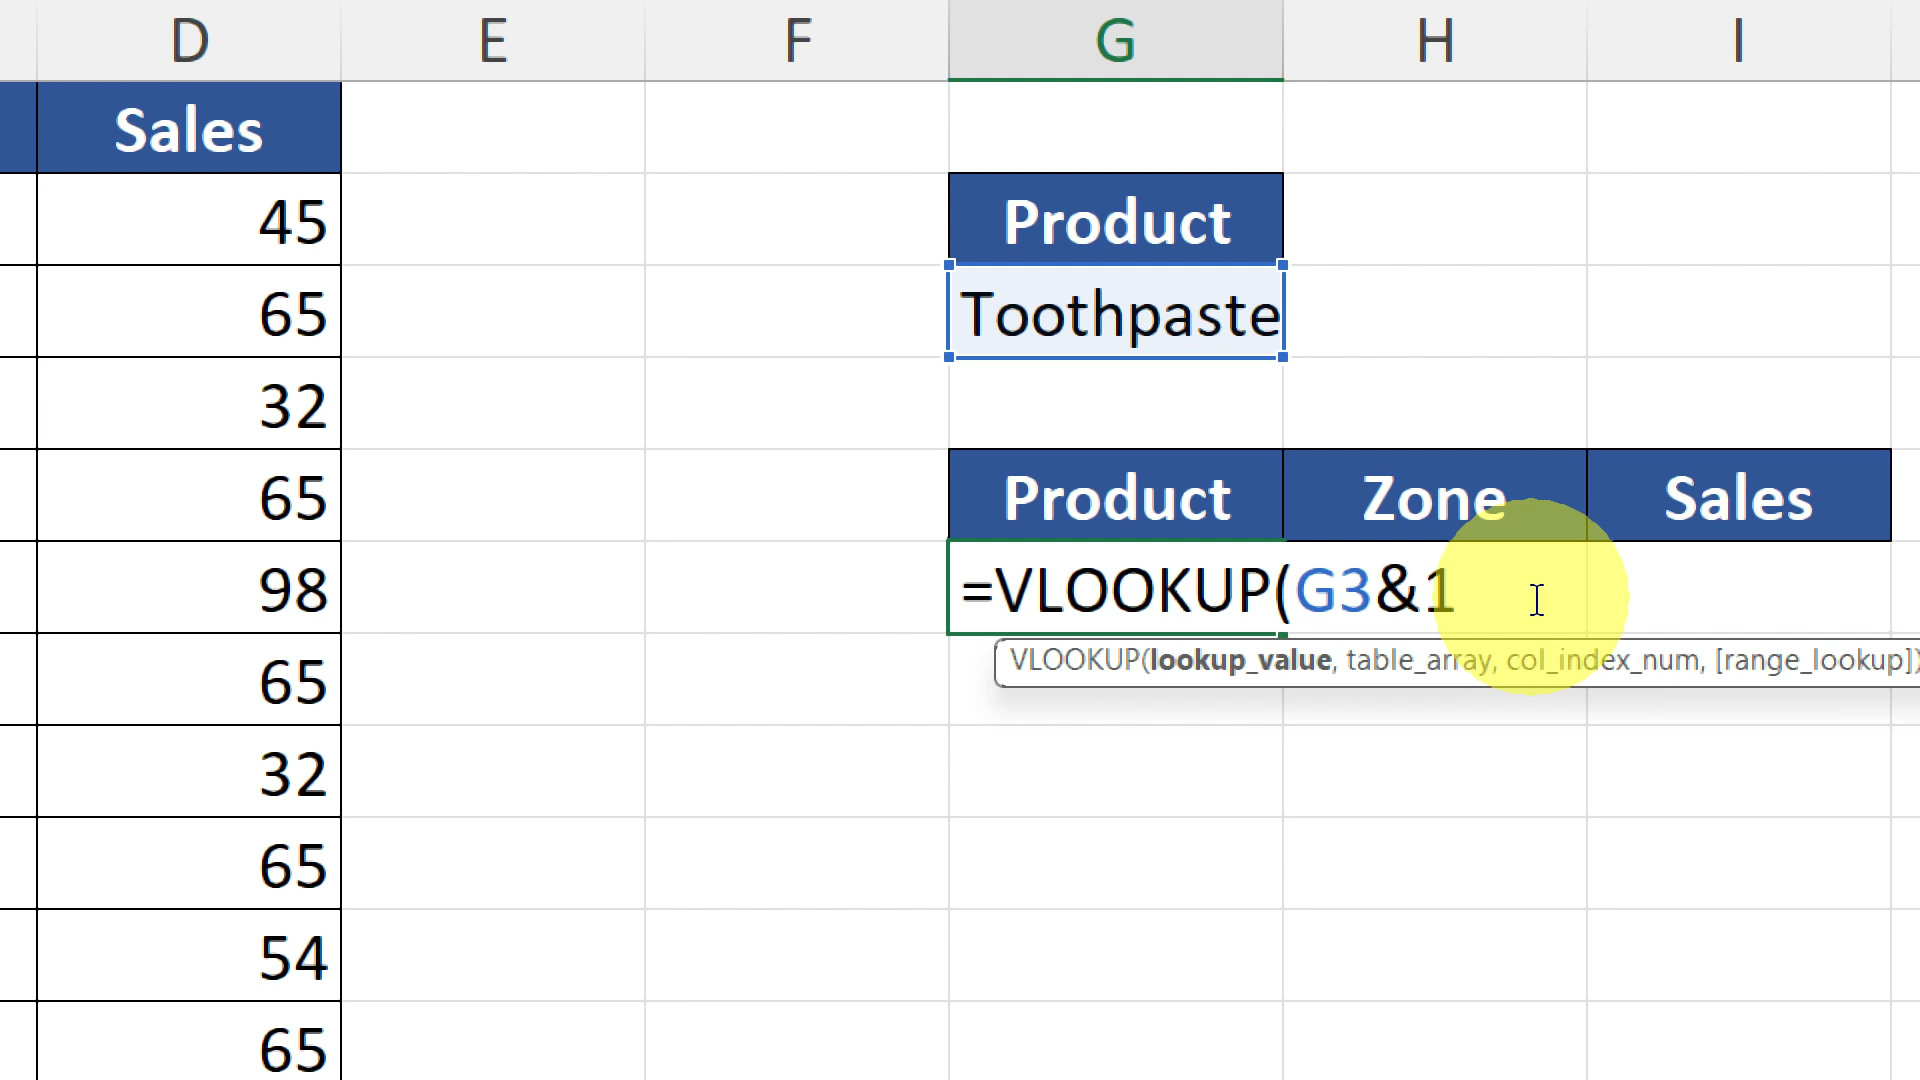 D E F G H I
Sales
45
65 
32
65
98
65
32
65
54
65
Product
Toothpaste
Product Zone Sales
=VLOOKUP(G3&1
VLOOKUP(lookup_value, table_array, col_index_num, [range_lookup])